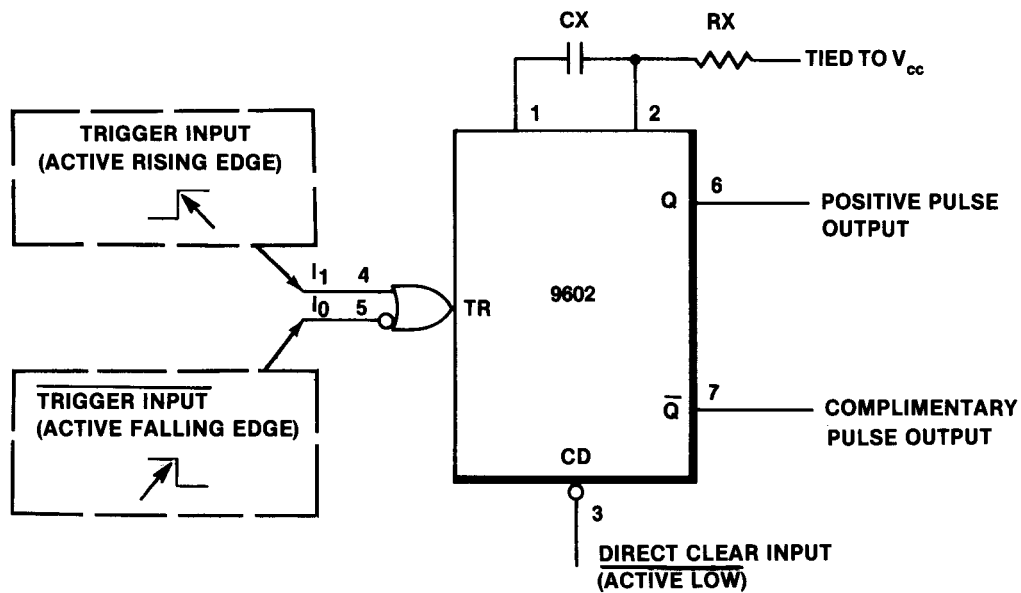 CX
RX
TIED TO Vcc
1
2
TRIGGER INPUT
(ACTIVE RISING EDGE)
Q
6
POSITIVE PULSE
OUTPUT
I1
4
I0
5
TR
9602
TRIGGER INPUT
(ACTIVE FALLING EDGE)
Q̅
7
COMPLIMENTARY
PULSE OUTPUT
CD
3
DIRECT CLEAR INPUT
(ACTIVE LOW)